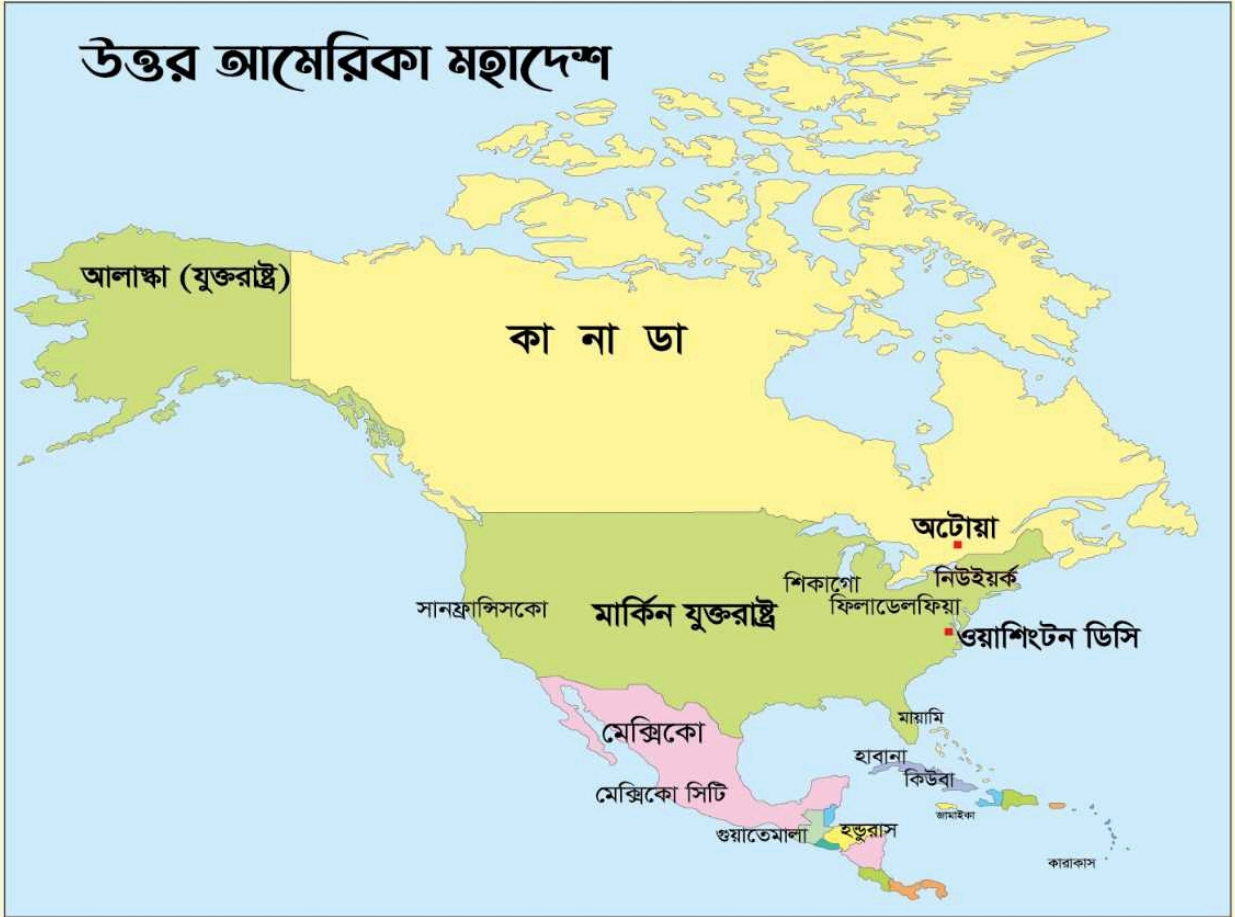 উত্তর আমেরিকা মহাদেশ
আলাস্কা (যুক্তরাষ্ট্র)
কা না ডা
অটোয়া
নিউইয়র্ক
শিকাগো
ফিলাডেলফিয়া
সানফ্রান্সিসকো
মার্কিন যুক্তরাষ্ট্র
ওয়াশিংটন ডিসি
মায়ামি
মেক্সিকো
হাবানা
কিউবা
মেক্সিকো সিটি
জামাইকা
গুয়াতেমালা
হন্ডুরাস
কারাকাস